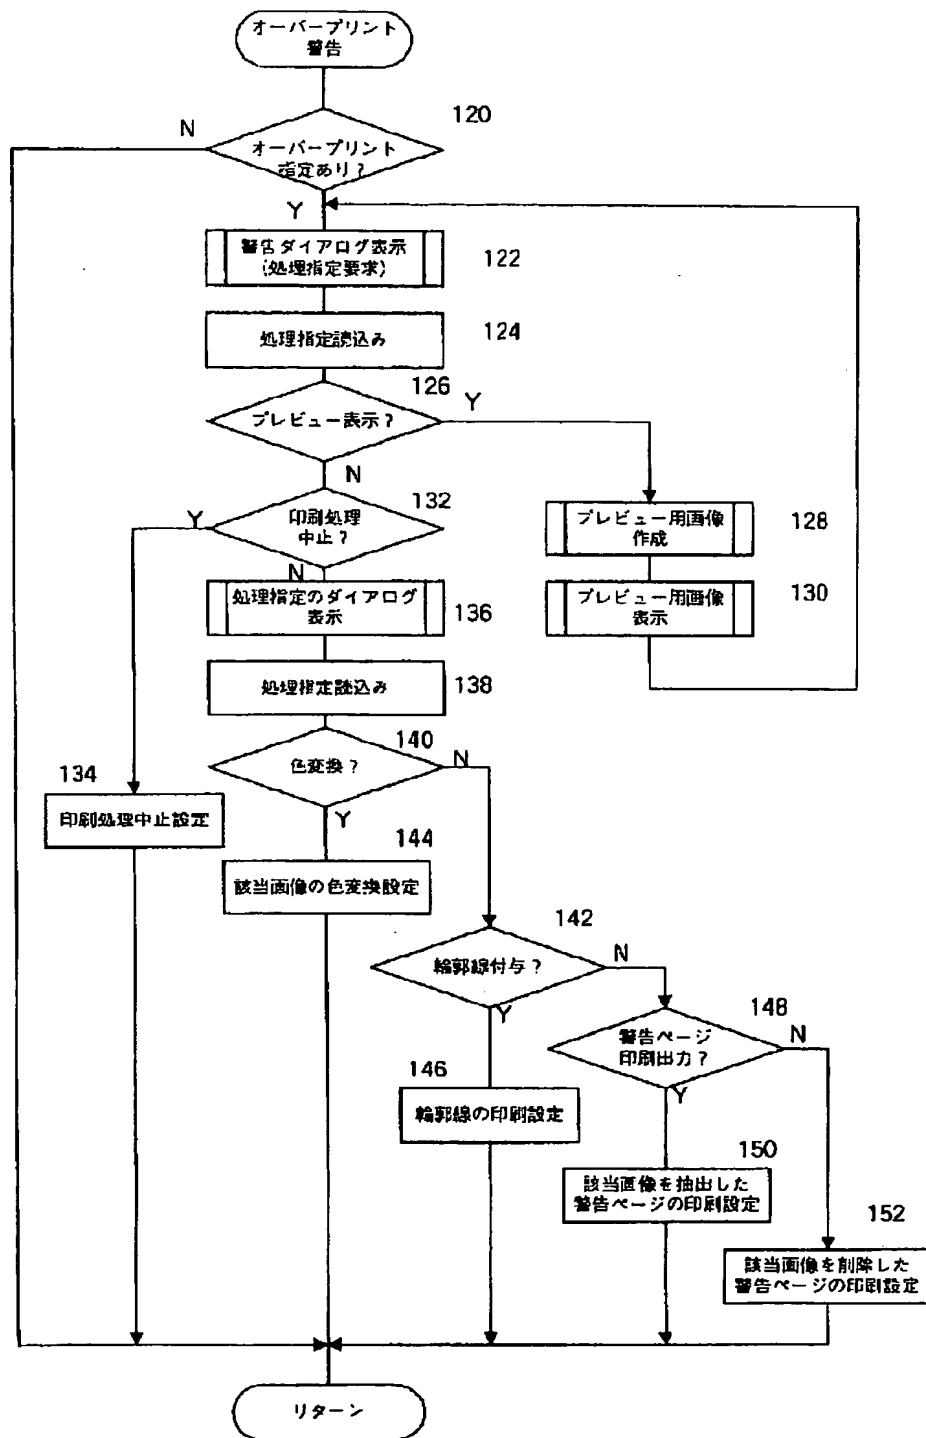 オーバープリント
警告
120
N
オーバープリント
指定あり？
Y
警告ダイアログ表示
(処理指定要求)
122
処理指定読込み
124
126
プレビュー表示？
Y
N
132
印刷処理
中止？
Y
N
プレビュー用画像
作成
128
処理指定のダイアログ
表示
136
プレビュー用画像
表示
130
処理指定読込み
138
140
色変換？
N
Y
134
印刷処理中止設定
144
該当画像の色変換設定
142
輪郭線付与？
N
Y
148
警告ページ
印刷出力？
N
Y
146
輪郭線の印刷設定
150
該当画像を抽出した
警告ページの印刷設定
152
該当画像を削除した
警告ページの印刷設定
リターン